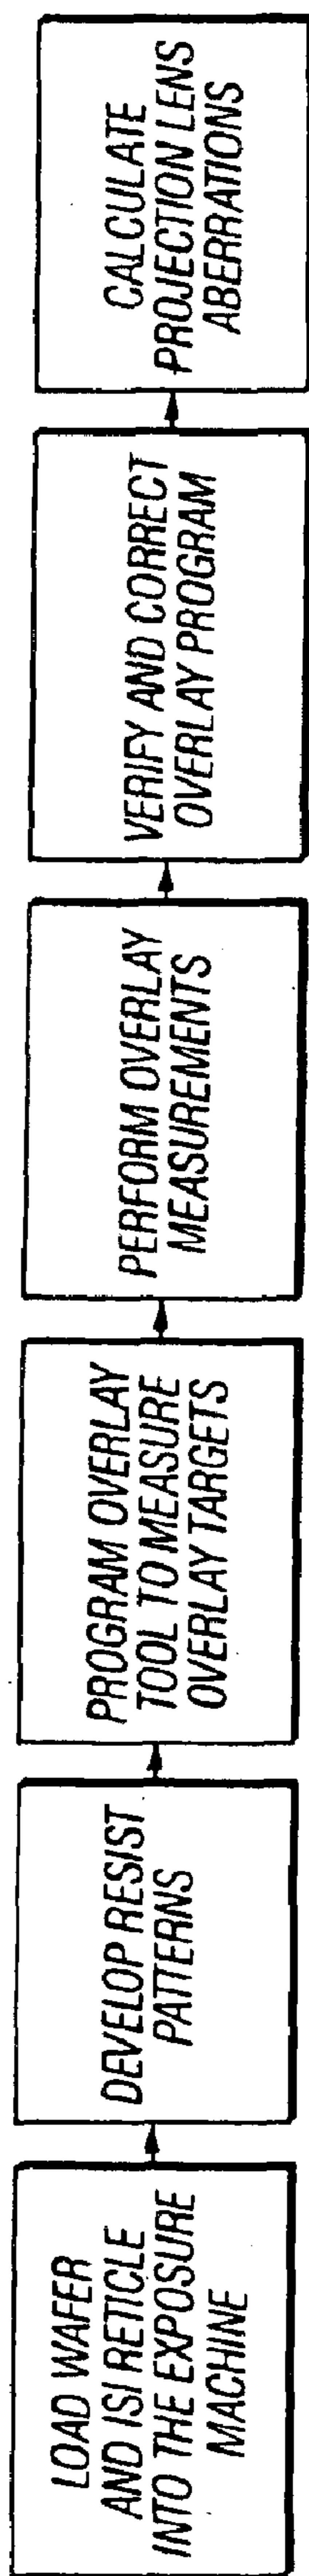 LOAD WAFER
AND ISI RETICLE
INTO THE EXPOSURE
MACHINE
DEVELOP RESIST
PATTERNS
PROGRAM OVERLAY
TOOL TO MEASURE
OVERLAY TARGETS
PERFORM OVERLAY
MEASUREMENTS
VERIFY AND CORRECT
OVERLAY PROGRAM
CALCULATE
PROJECTION LENS
ABERRATIONS